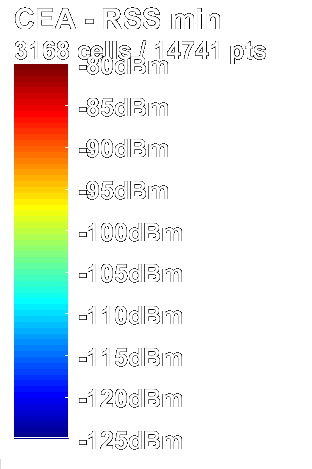 CEA - RSS min
3168 cells / 14741 pts
-80dBm
-85dBm
-90dBm
-95dBm
-100dBm
-105dBm
-110dBm
-115dBm
-120dBm
-125dBm